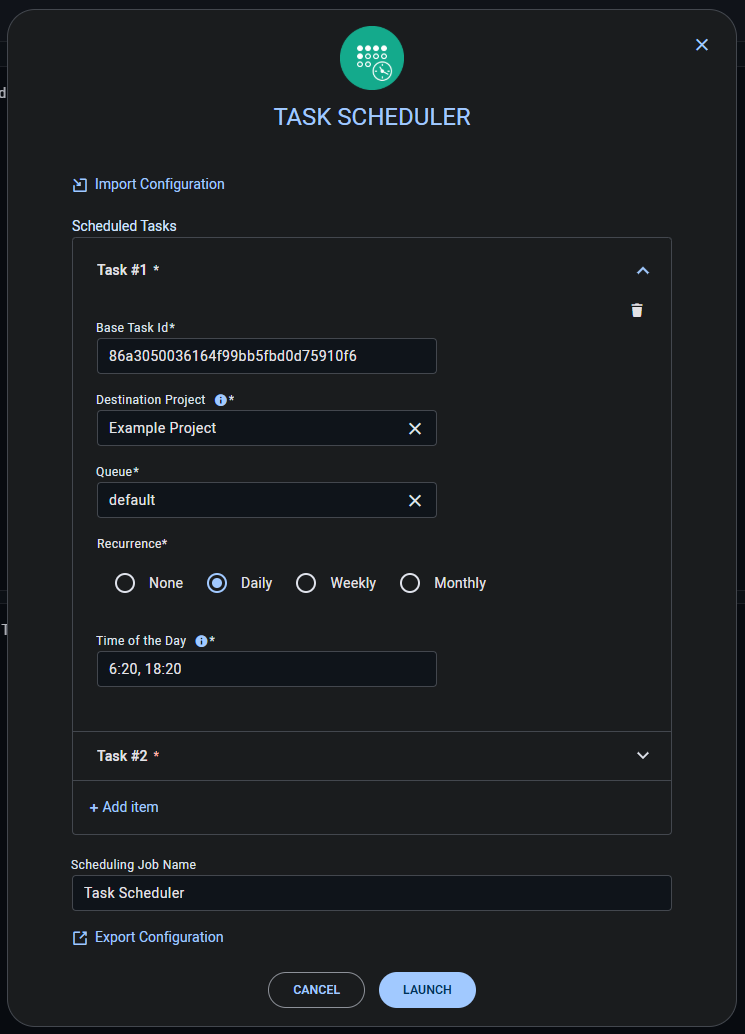 TASK SCHEDULER
Import Configuration
Scheduled Tasks
Task #1 *
Base Task Id*
86a3050036164f99bb5fbd0d75910f6
Destination Project i*
Example Project
Queue*
default
Recurrence*
None Daily Weekly Monthly
Time of the Day i*
6:20, 18:20
Task #2 *
+ Add item
Scheduling Job Name
Task Scheduler
Export Configuration
CANCEL LAUNCH